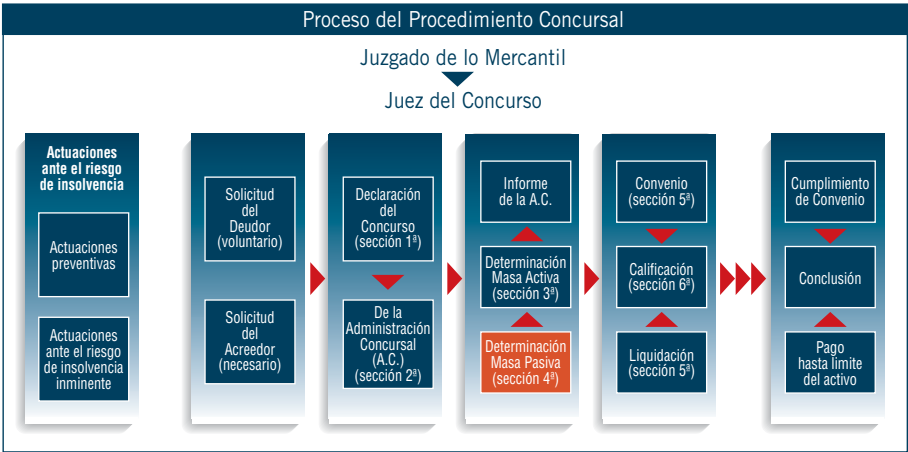 Proceso del Procedimiento Concursal
Juzgado de lo Mercantil
Juez del Concurso
Actuaciones
ante el riesgo
de insolvencia
Actuaciones
preventivas
Actuaciones
ante el riesgo
de insolvencia
inminente
Solicitud
del
Deudor
(voluntario)
Solicitud
del
Acreedor
(necesario)
Declaración
del
Concurso
(sección 1ª)
De la
Administración
Concursal
(A.C.)
(sección 2ª)
Informe
de la A.C.
Determinación
Masa Activa
(sección 3ª)
Determinación
Masa Pasiva
(sección 4ª)
Convenio
(sección 5ª)
Calificación
(sección 6ª)
Liquidación
(sección 5ª)
Cumplimiento
de Convenio
Conclusión
Pago
hasta limite
del activo